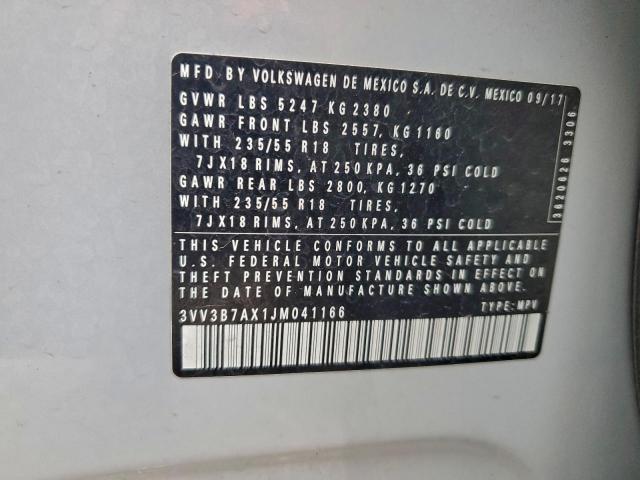 MFD BY VOLKSWAGEN DE MEXICO S.A. DE C.V. MEXICO 09/17
GVWR LBS 5247 KG 2380
GAWR FRONT LBS 2557, KG 1160
WITH 235/55 R18 TIRES,
7JX18 RIMS, AT 250 KPA, 36 PSI COLD
GAWR REAR LBS 2800, KG 1270
WITH 235/55 R18 TIRES,
7JX18 RIMS, AT 250 KPA, 36 PSI COLD
THIS VEHICLE CONFORMS TO ALL APPLICABLE
U.S. FEDERAL MOTOR VEHICLE SAFETY AND
THEFT PREVENTION STANDARDS IN EFFECT ON
THE DATE OF MANUFACTURE SHOWN ABOVE.
3VV3B7AX1JM041166 TYPE: MPV
3620626 3306